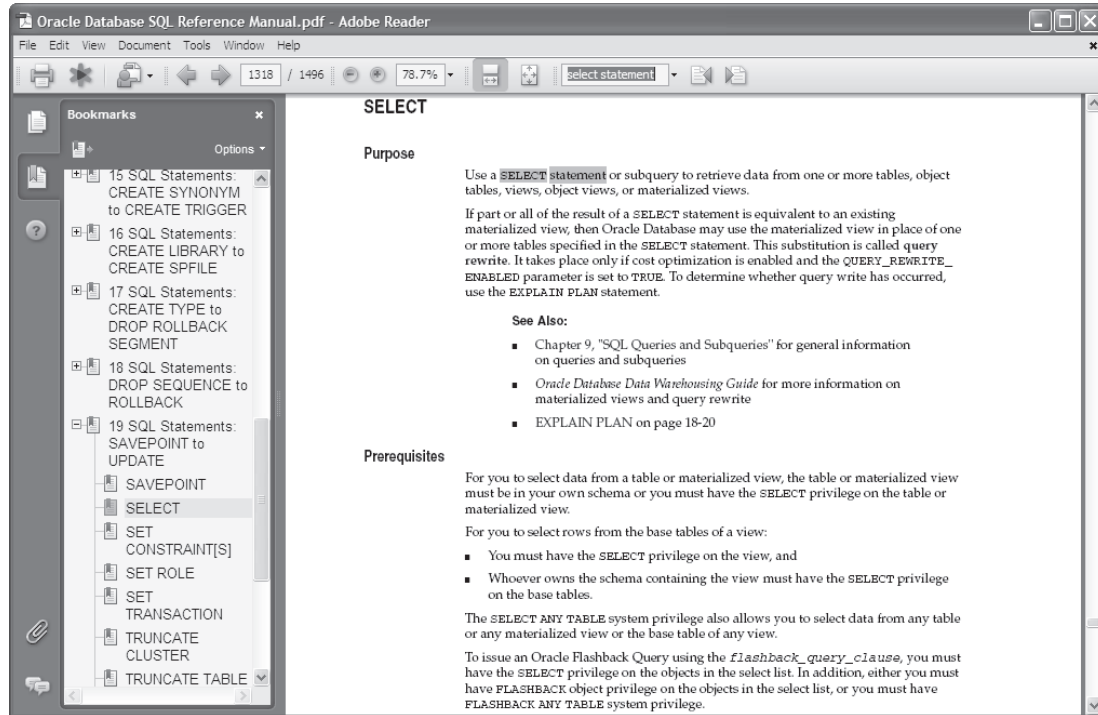 Oracle Database SQL Reference Manual.pdf - Adobe Reader
File Edit View Document Tools Window Help
1318 / 1496 78.7% select statement
Bookmarks
Options
15 SQL Statements:
CREATE SYNONYM
to CREATE TRIGGER
16 SQL Statements:
CREATE LIBRARY to
CREATE SPFILE
17 SQL Statements:
CREATE TYPE to
DROP ROLLBACK
SEGMENT
18 SQL Statements:
DROP SEQUENCE to
ROLLBACK
19 SQL Statements:
SAVEPOINT to
UPDATE
SAVEPOINT
SELECT
SET
CONSTRAINT[S]
SET ROLE
SET
TRANSACTION
TRUNCATE
CLUSTER
TRUNCATE TABLE
SELECT
Purpose
Use a SELECT statement or subquery to retrieve data from one or more tables, object
tables, views, object views, or materialized views.
If part or all of the result of a SELECT statement is equivalent to an existing
materialized view, then Oracle Database may use the materialized view in place of one
or more tables specified in the SELECT statement. This substitution is called query
rewrite. It takes place only if cost optimization is enabled and the QUERY_REWRITE_
ENABLED parameter is set to TRUE. To determine whether query write has occurred,
use the EXPLAIN PLAN statement.
See Also:
▪ Chapter 9, "SQL Queries and Subqueries" for general information
on queries and subqueries
▪ Oracle Database Data Warehousing Guide for more information on
materialized views and query rewrite
▪ EXPLAIN PLAN on page 18-20
Prerequisites
For you to select data from a table or materialized view, the table or materialized view
must be in your own schema or you must have the SELECT privilege on the table or
materialized view.
For you to select rows from the base tables of a view:
▪ You must have the SELECT privilege on the view, and
▪ Whoever owns the schema containing the view must have the SELECT privilege
on the base tables.
The SELECT ANY TABLE system privilege also allows you to select data from any table
or any materialized view or the base table of any view.
To issue an Oracle Flashback Query using the flashback_query_clause, you must
have the SELECT privilege on the objects in the select list. In addition, either you must
have FLASHBACK object privilege on the objects in the select list, or you must have
FLASHBACK ANY TABLE system privilege.